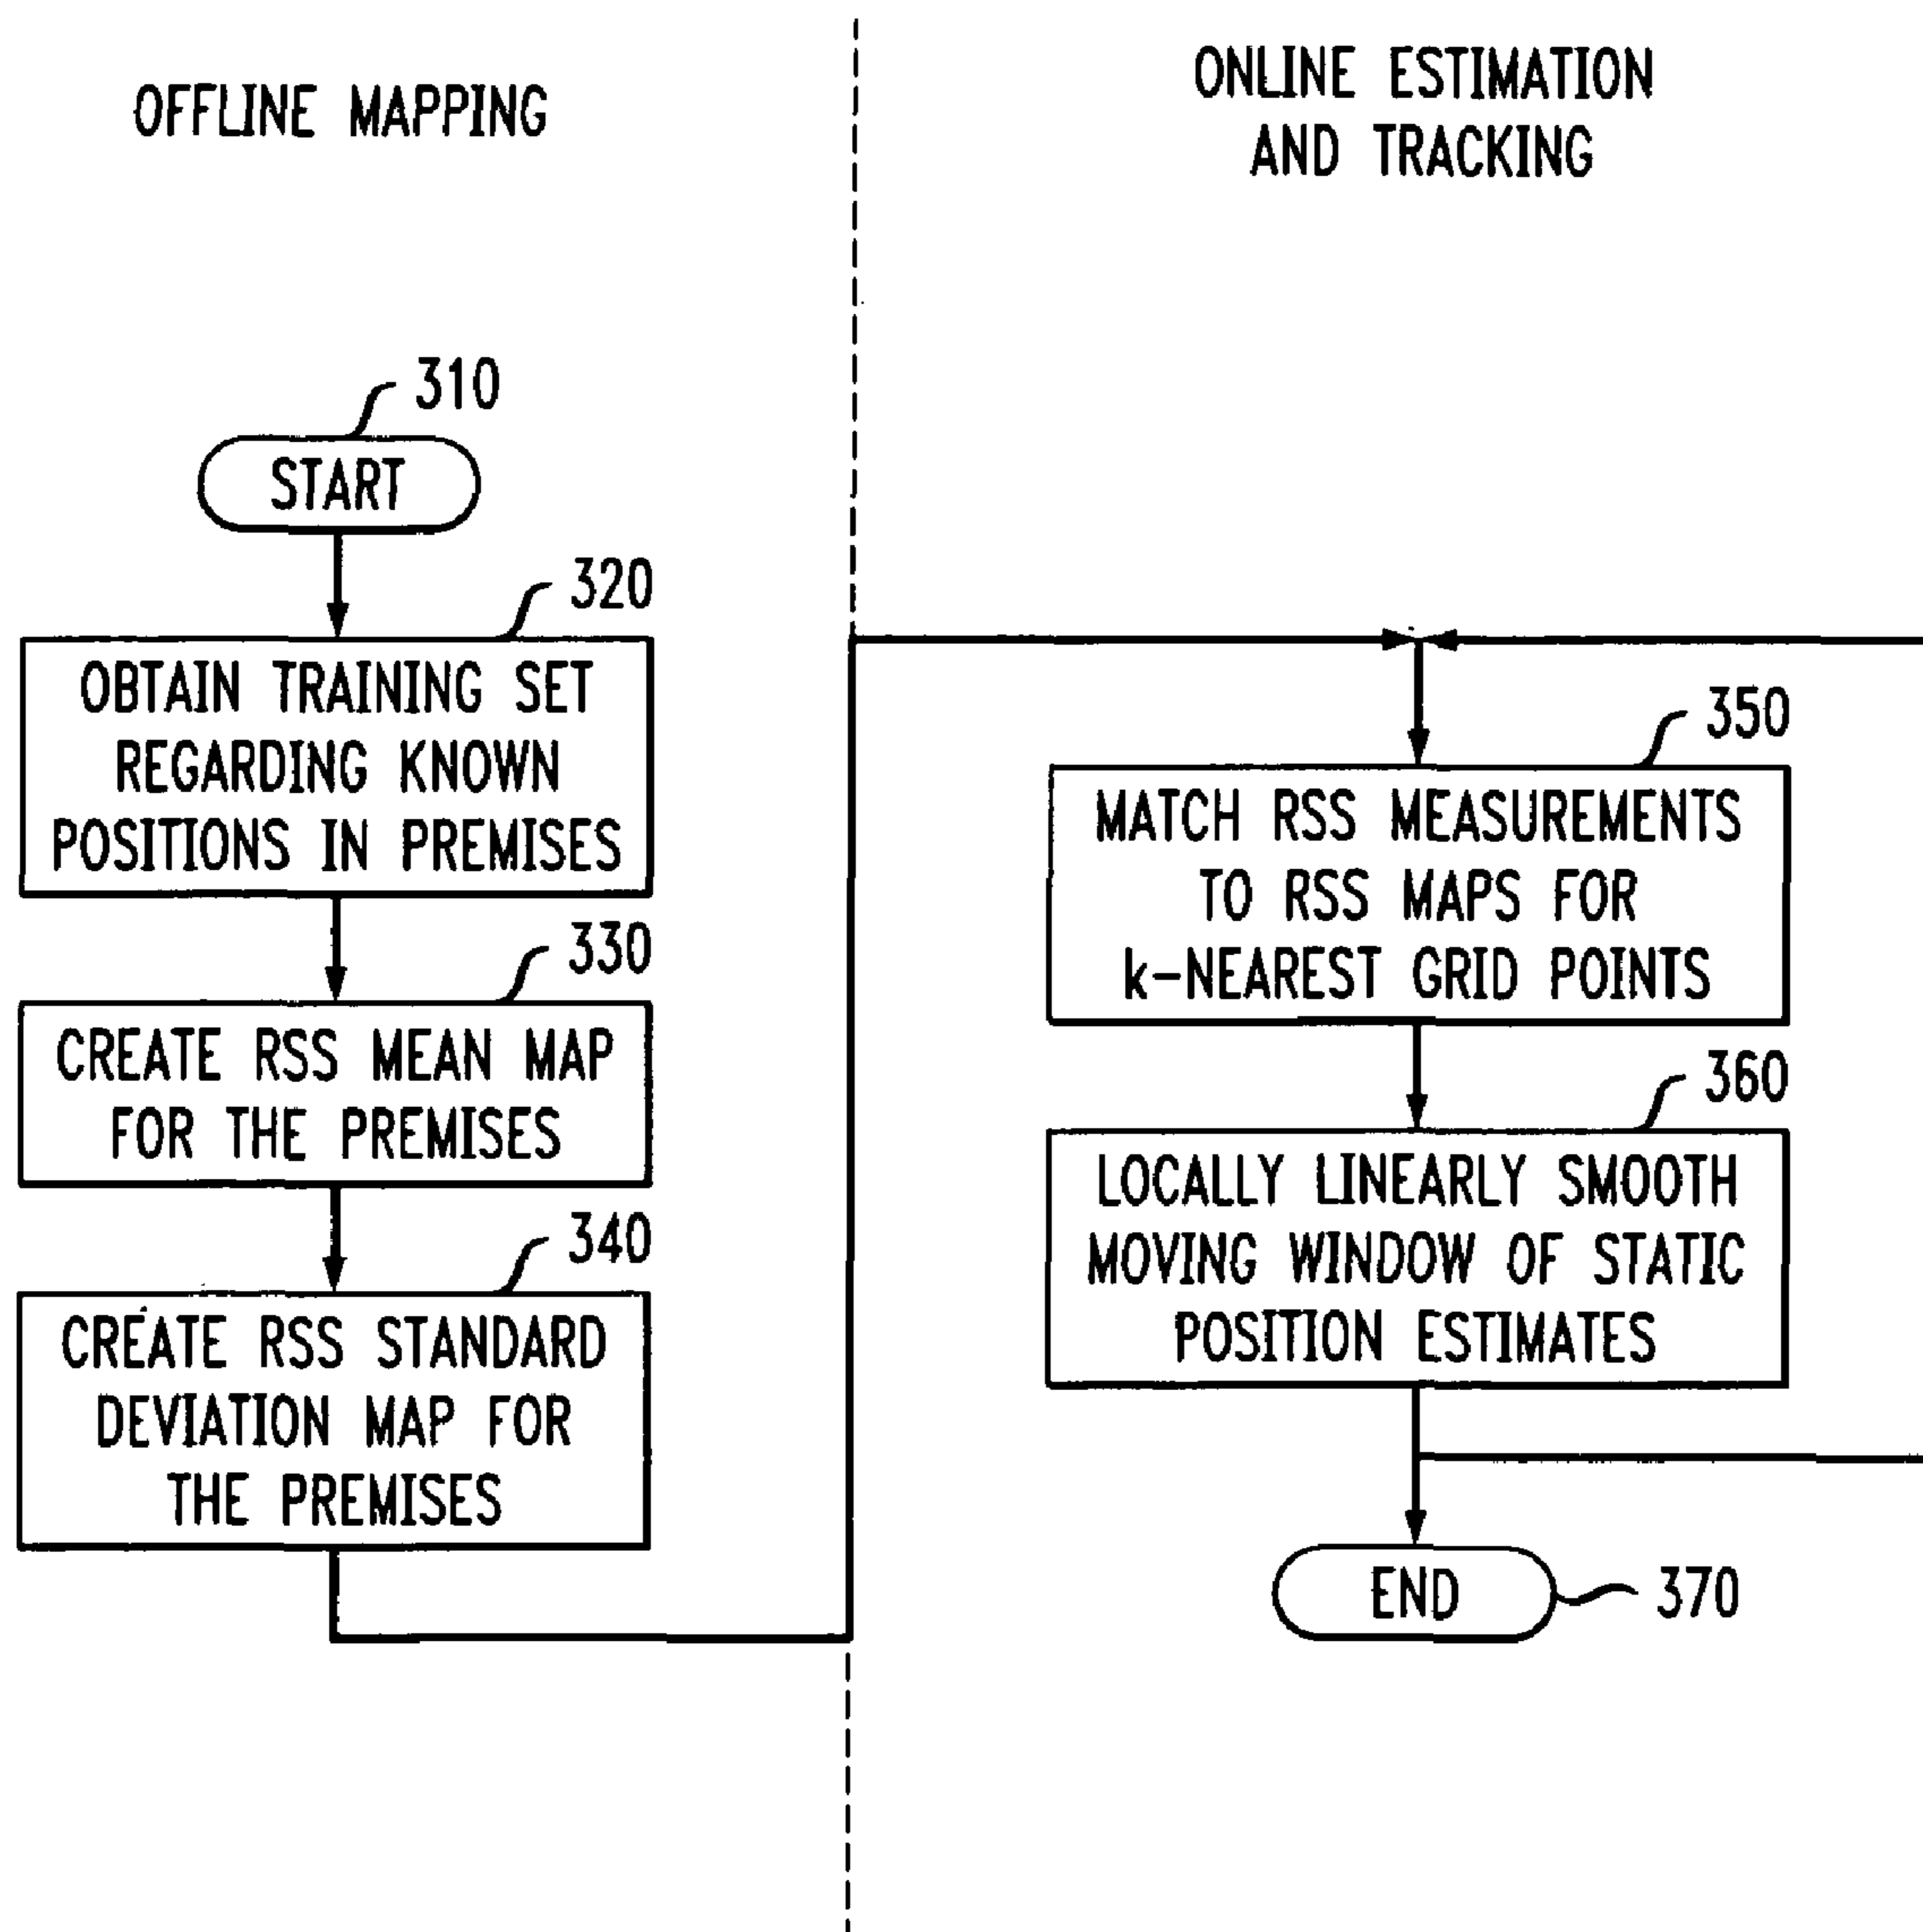 OFFLINE MAPPING
310
START
320
OBTAIN TRAINING SET
REGARDING KNOWN
POSITIONS IN PREMISES
330
CREATE RSS MEAN MAP
FOR THE PREMISES
340
CREATE RSS STANDARD
DEVIATION MAP FOR
THE PREMISES
ONLINE ESTIMATION
AND TRACKING
350
MATCH RSS MEASUREMENTS
TO RSS MAPS FOR
k-NEAREST GRID POINTS
360
LOCALLY LINEARLY SMOOTH
MOVING WINDOW OF STATIC
POSITION ESTIMATES
END
370